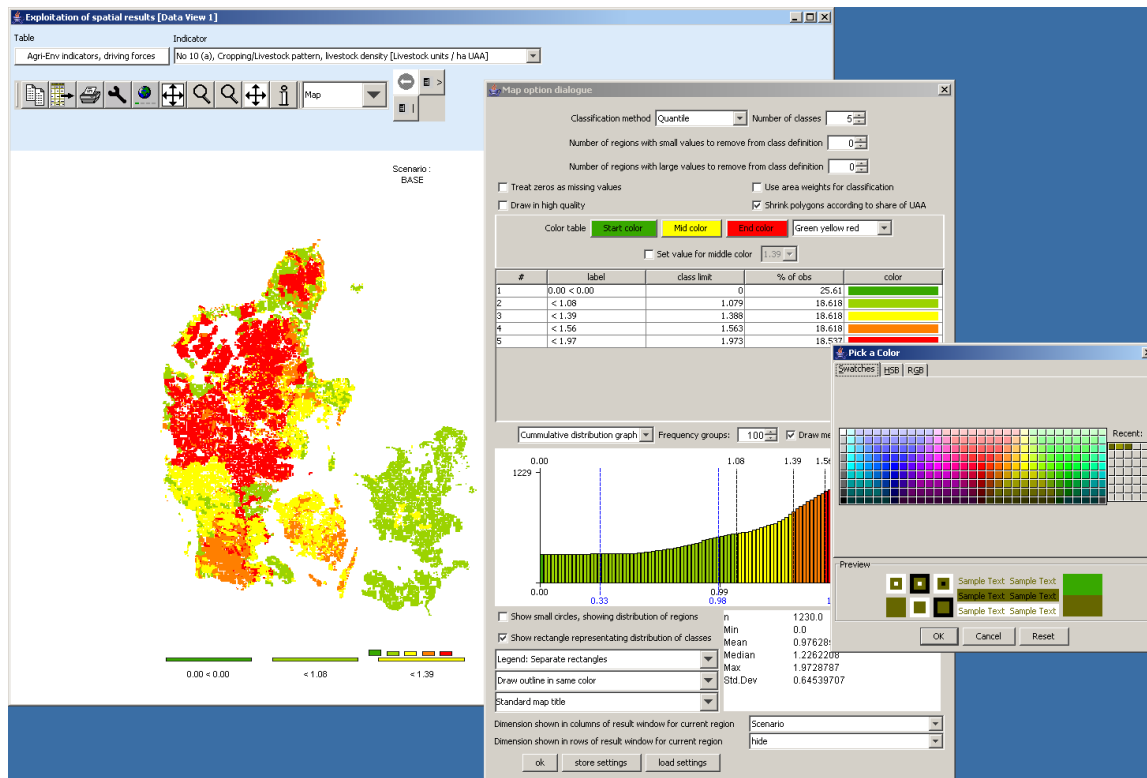 Exploitation of spatial results [Data View 1]
Table
Indicator
Agri-Env indicators, driving forces
No 10 (a), Cropping/Livestock pattern, livestock density [Livestock units / ha UAA]
Map
Scenario :
BASE
0.00 < 0.00
< 1.08
< 1.39
Map option dialogue
Classification method Quantile Number of classes 5
Number of regions with small values to remove from class definition 0
Number of regions with large values to remove from class definition 0
Treat zeros as missing values
Use area weights for classification
Draw in high quality
Shrink polygons according to share of UAA
Color table Start color Mid color End color Green yellow red
Set value for middle color 1.39
# label class limit % of obs color
1 0.00 < 0.00 0 25.61
2 < 1.08 1.079 18.618
3 < 1.39 1.388 18.618
4 < 1.56 1.563 18.618
5 < 1.97 1.973 18.537
Cummulative distribution graph Frequency groups: 100 Draw me
0.00 1.08 1.39 1.56
1229
0
0.00 0.99
0.33 0.98 1
Show small circles, showing distribution of regions
Show rectangle representating distribution of classes
Legend: Separate rectangles
Draw outline in same color
Standard map title
n 1230.0
Min 0.0
Mean 0.976289
Median 1.2262208
Max 1.9728787
Std.Dev 0.64539707
Dimension shown in columns of result window for current region Scenario
Dimension shown in rows of result window for current region hide
ok store settings load settings
Pick a Color
Swatches HSB RGB
Recent:
Preview
Sample Text Sample Text
Sample Text Sample Text
Sample Text Sample Text
OK Cancel Reset